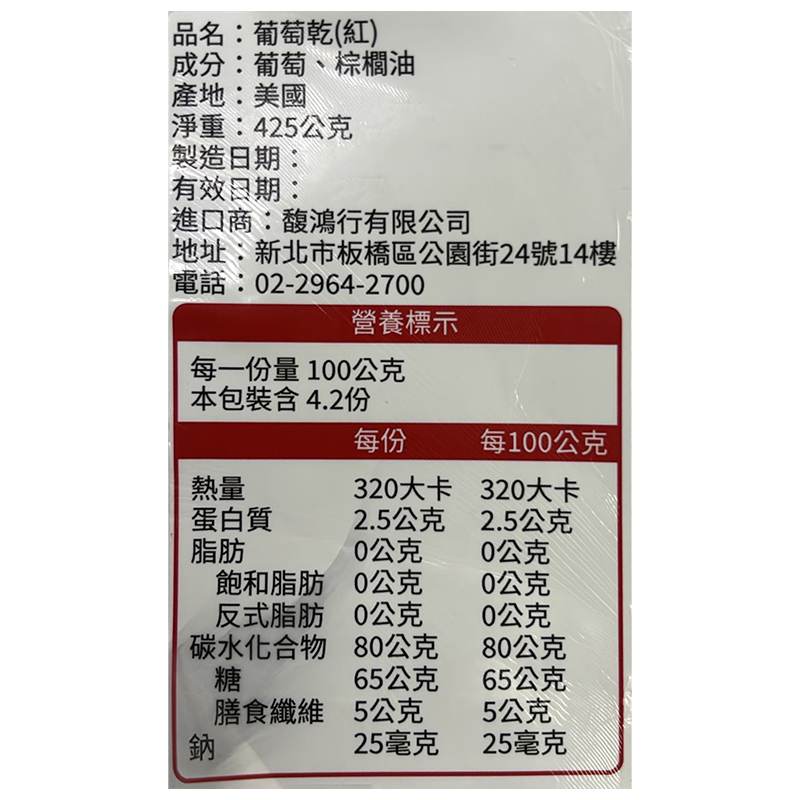 品名：葡萄乾(紅)
成分：葡萄、棕櫚油
產地：美國
淨重：425公克
製造日期：
有效日期：
進口商：馥鴻行有限公司
地址：新北市板橋區公園街24號14樓
電話：02-2964-2700
營養標示
每一份量 100公克
本包裝含 4.2份
每份 每100公克
熱量 320大卡 320大卡
蛋白質 2.5公克 2.5公克
脂肪 0公克 0公克
飽和脂肪 0公克 0公克
反式脂肪 0公克 0公克
碳水化合物 80公克 80公克
糖 65公克 65公克
膳食纖維 5公克 5公克
鈉 25毫克 25毫克